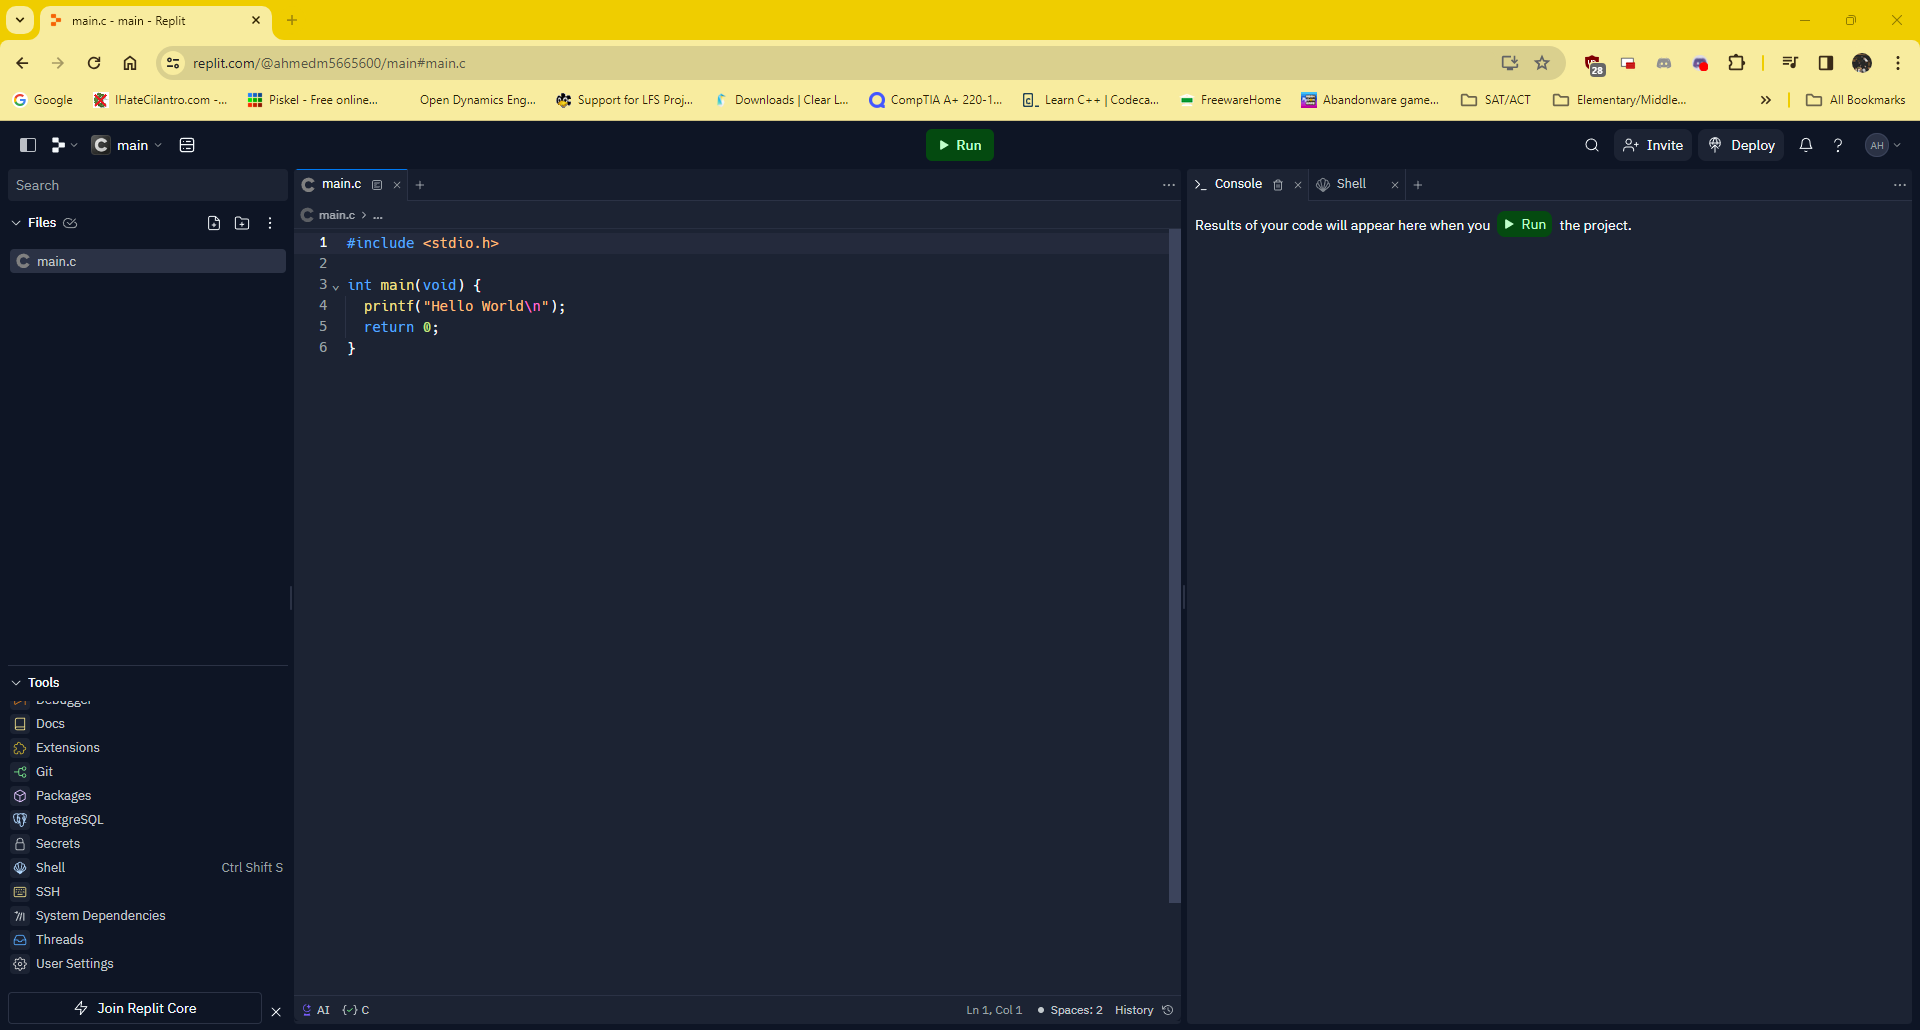 main.c - main - Replit
replit.com/@ahmedm5665600/main#main.c
28
Google
IHateCilantro.com -...
Piskel - Free online...
Open Dynamics Eng...
Support for LFS Proj...
Downloads | Clear L...
CompTIA A+ 220-1...
Learn C++ | Codeca...
FreewareHome
Abandonware game...
SAT/ACT
Elementary/Middle...
All Bookmarks
main
Run
Invite
Deploy
AH
Search
Files
main.c
Tools
Debugger
Docs
Extensions
Git
Packages
PostgreSQL
Secrets
Shell Ctrl Shift S
SSH
System Dependencies
Threads
User Settings
Join Replit Core
main.c
main.c > ...
1 #include <stdio.h>
2
3 int main(void) {
4 printf("Hello World\n");
5 return 0;
6 }
AI
C
Ln 1, Col 1
Spaces: 2
History
Console
Shell
Results of your code will appear here when you Run the project.